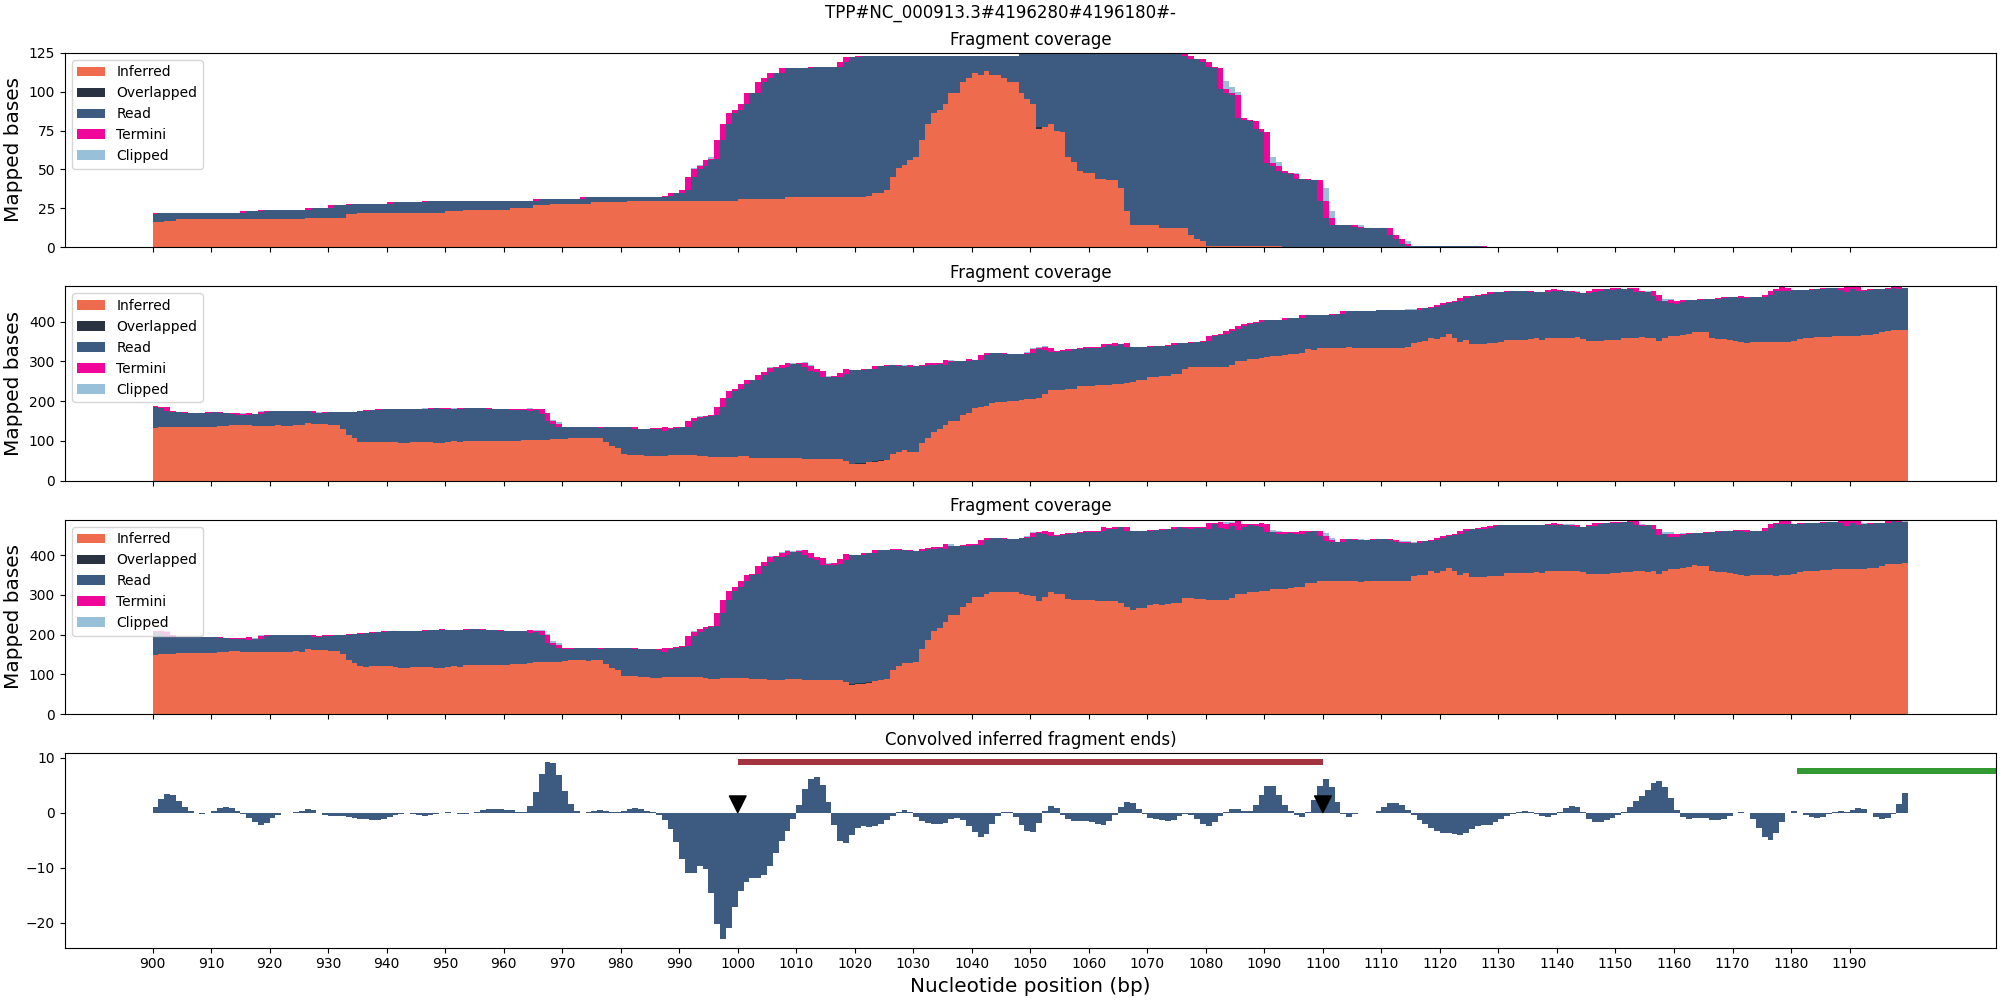 TPP#NC_000913.3#4196280#4196180#-
Fragment coverage
Mapped bases
125
100
75
50
25
0
Inferred
Overlapped
Read
Termini
Clipped
Fragment coverage
Mapped bases
400
300
200
100
0
Inferred
Overlapped
Read
Termini
Clipped
Fragment coverage
Mapped bases
400
300
200
100
0
Inferred
Overlapped
Read
Termini
Clipped
Convolved inferred fragment ends)
10
0
−10
−20
900 910 920 930 940 950 960 970 980 990 1000 1010 1020 1030 1040 1050 1060 1070 1080 1090 1100 1110 1120 1130 1140 1150 1160 1170 1180 1190
Nucleotide position (bp)